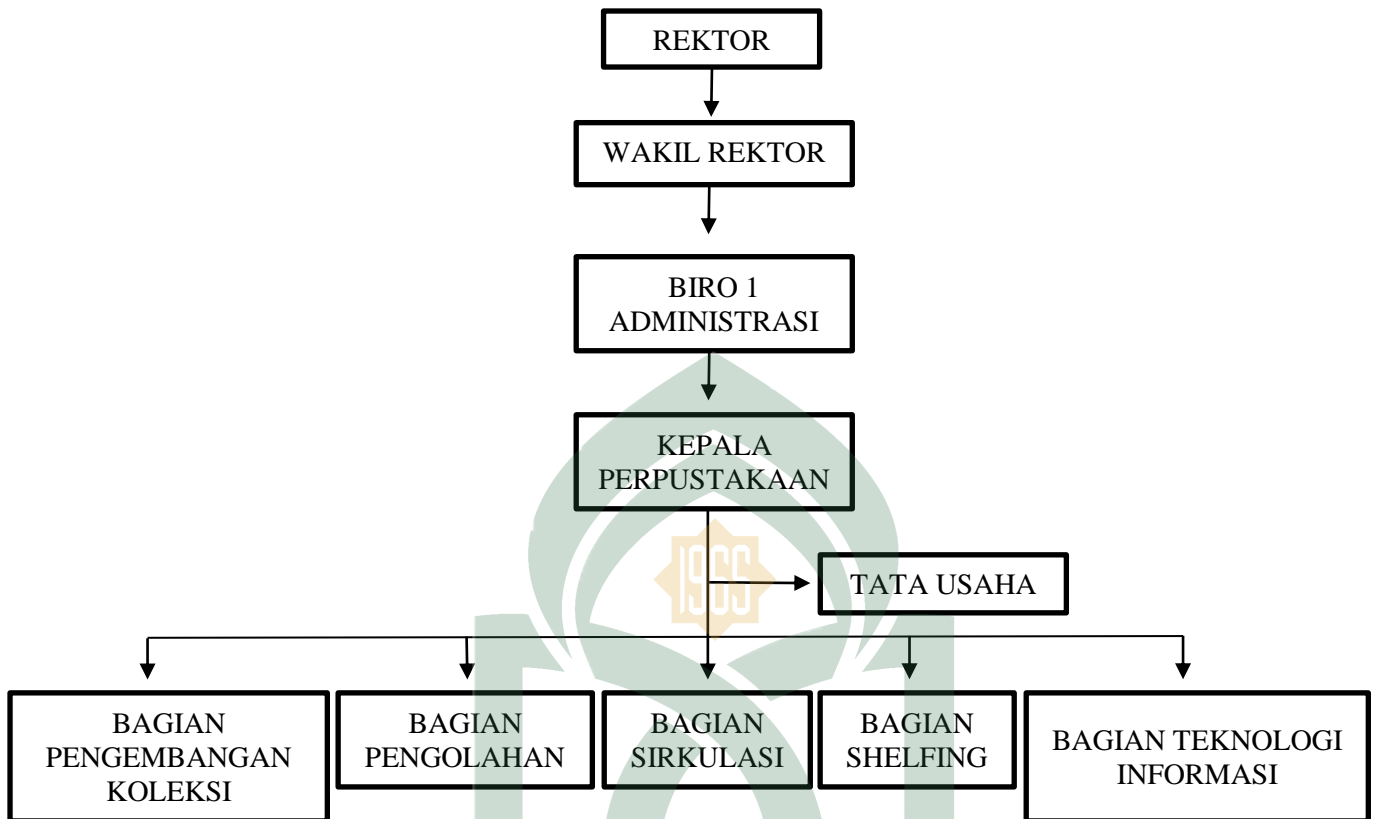 REKTOR
WAKIL REKTOR
BIRO 1
ADMINISTRASI
KEPALA
PERPUSTAKAAN
1965
TATA USAHA
BAGIAN
PENGEMBANGAN
KOLEKSI
BAGIAN
PENGOLAHAN
BAGIAN
SIRKULASI
BAGIAN
SHELFING
BAGIAN TEKNOLOGI
INFORMASI